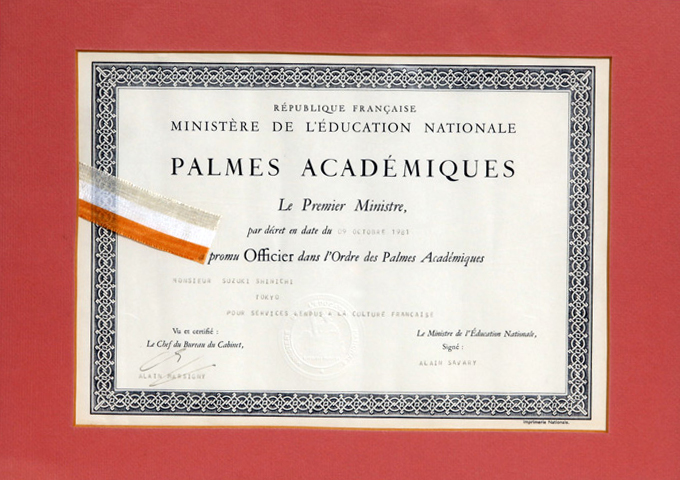 RÉPUBLIQUE FRANÇAISE
MINISTÈRE DE L'ÉDUCATION NATIONALE
PALMES ACADÉMIQUES
Le Premier Ministre,
par décret en date du 09 OCTOBRE 1981
a promu Officier dans l'Ordre des Palmes Académiques
MONSIEUR SUZUKI SHINICHI
TOKYO
POUR SERVICES RENDUS A LA CULTURE FRANCAISE
Vu et certifié :
Le Chef du Bureau du Cabinet,
ALAIN
Le Ministre de l'Éducation Nationale,
Signé :
ALAIN SAVARY
Imprimerie Nationale.